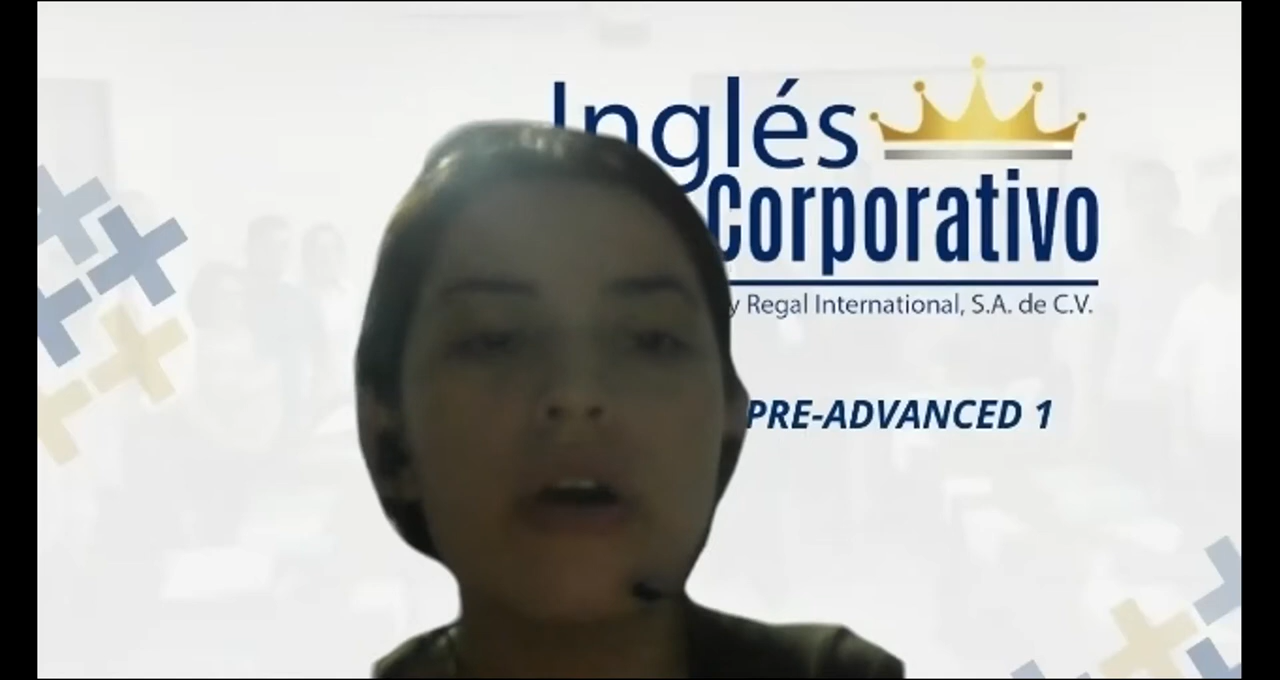 Inglés
Corporativo
y Regal International, S.A. de C.V.
PRE-ADVANCED 1